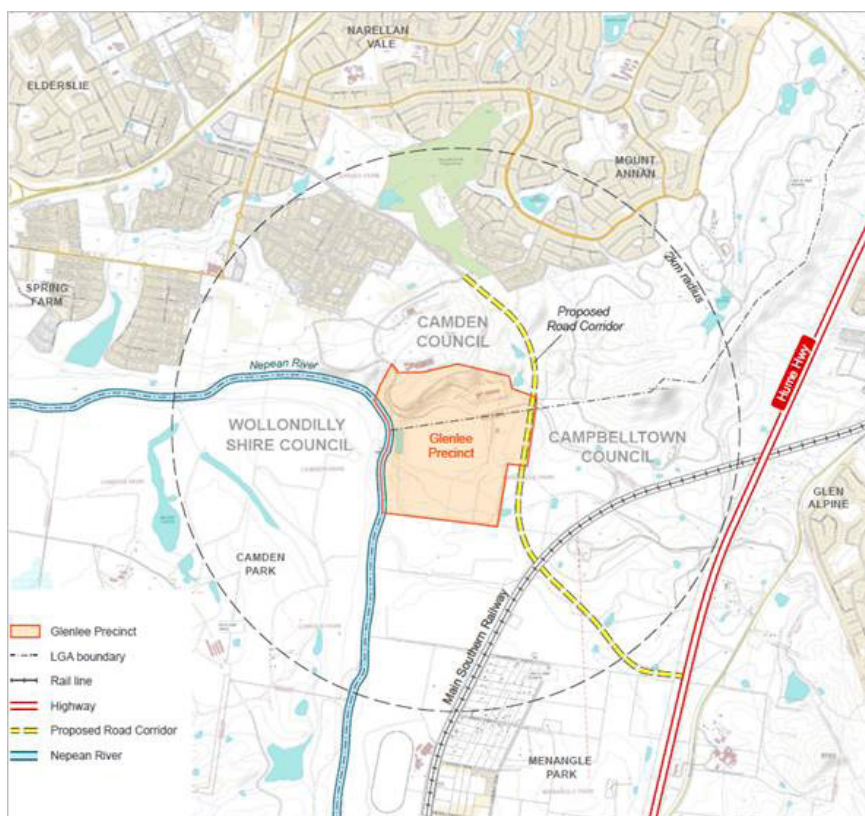 NARELLAN
VALE
ELDERSLIE
MOUNT
ANNAN
2km radius
SPRING
FARM
Proposed
Road Corridor
CAMDEN
COUNCIL
Hume Hwy
Nepean River
WOLLONDILLY
SHIRE COUNCIL
Glenlee
Precinct
CAMPBELLTOWN
COUNCIL
GLEN
ALPINE
CAMDEN
PARK
Main Southern Railway
MENANGLE
PARK
Glenlee Precinct
LGA boundary
Rail line
Highway
Proposed Road Corridor
Nepean River